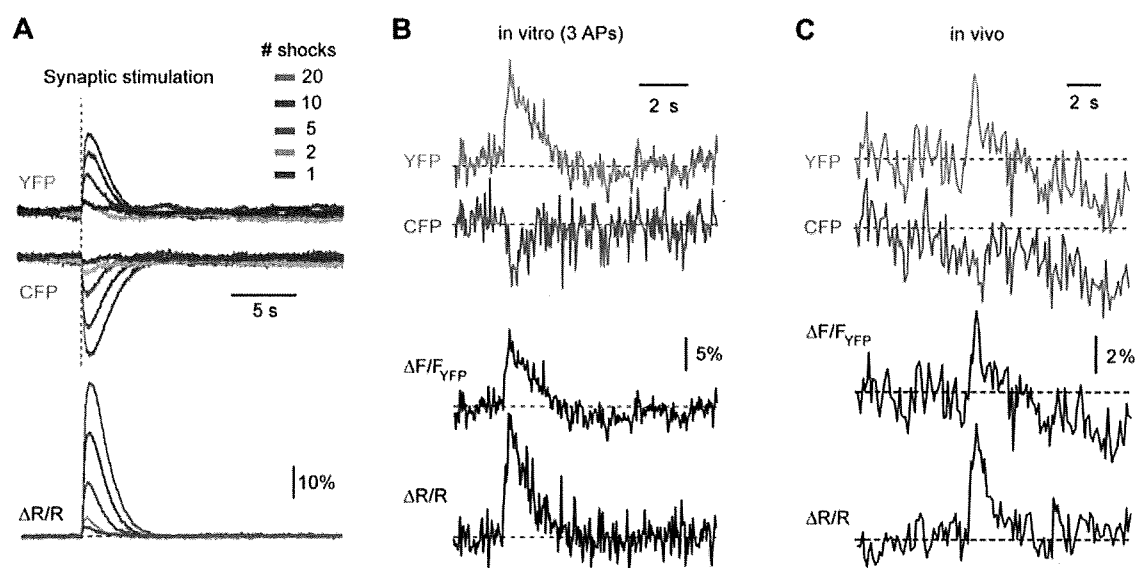 A
# shocks
Synaptic stimulation
20
10
5
2
1
YFP
CFP
5 s
10%
ΔR/R
B
in vitro (3 APs)
2 s
YFP
CFP
5%
ΔF/FYFP
ΔR/R
C
in vivo
2 s
YFP
CFP
ΔF/FYFP
2%
ΔR/R